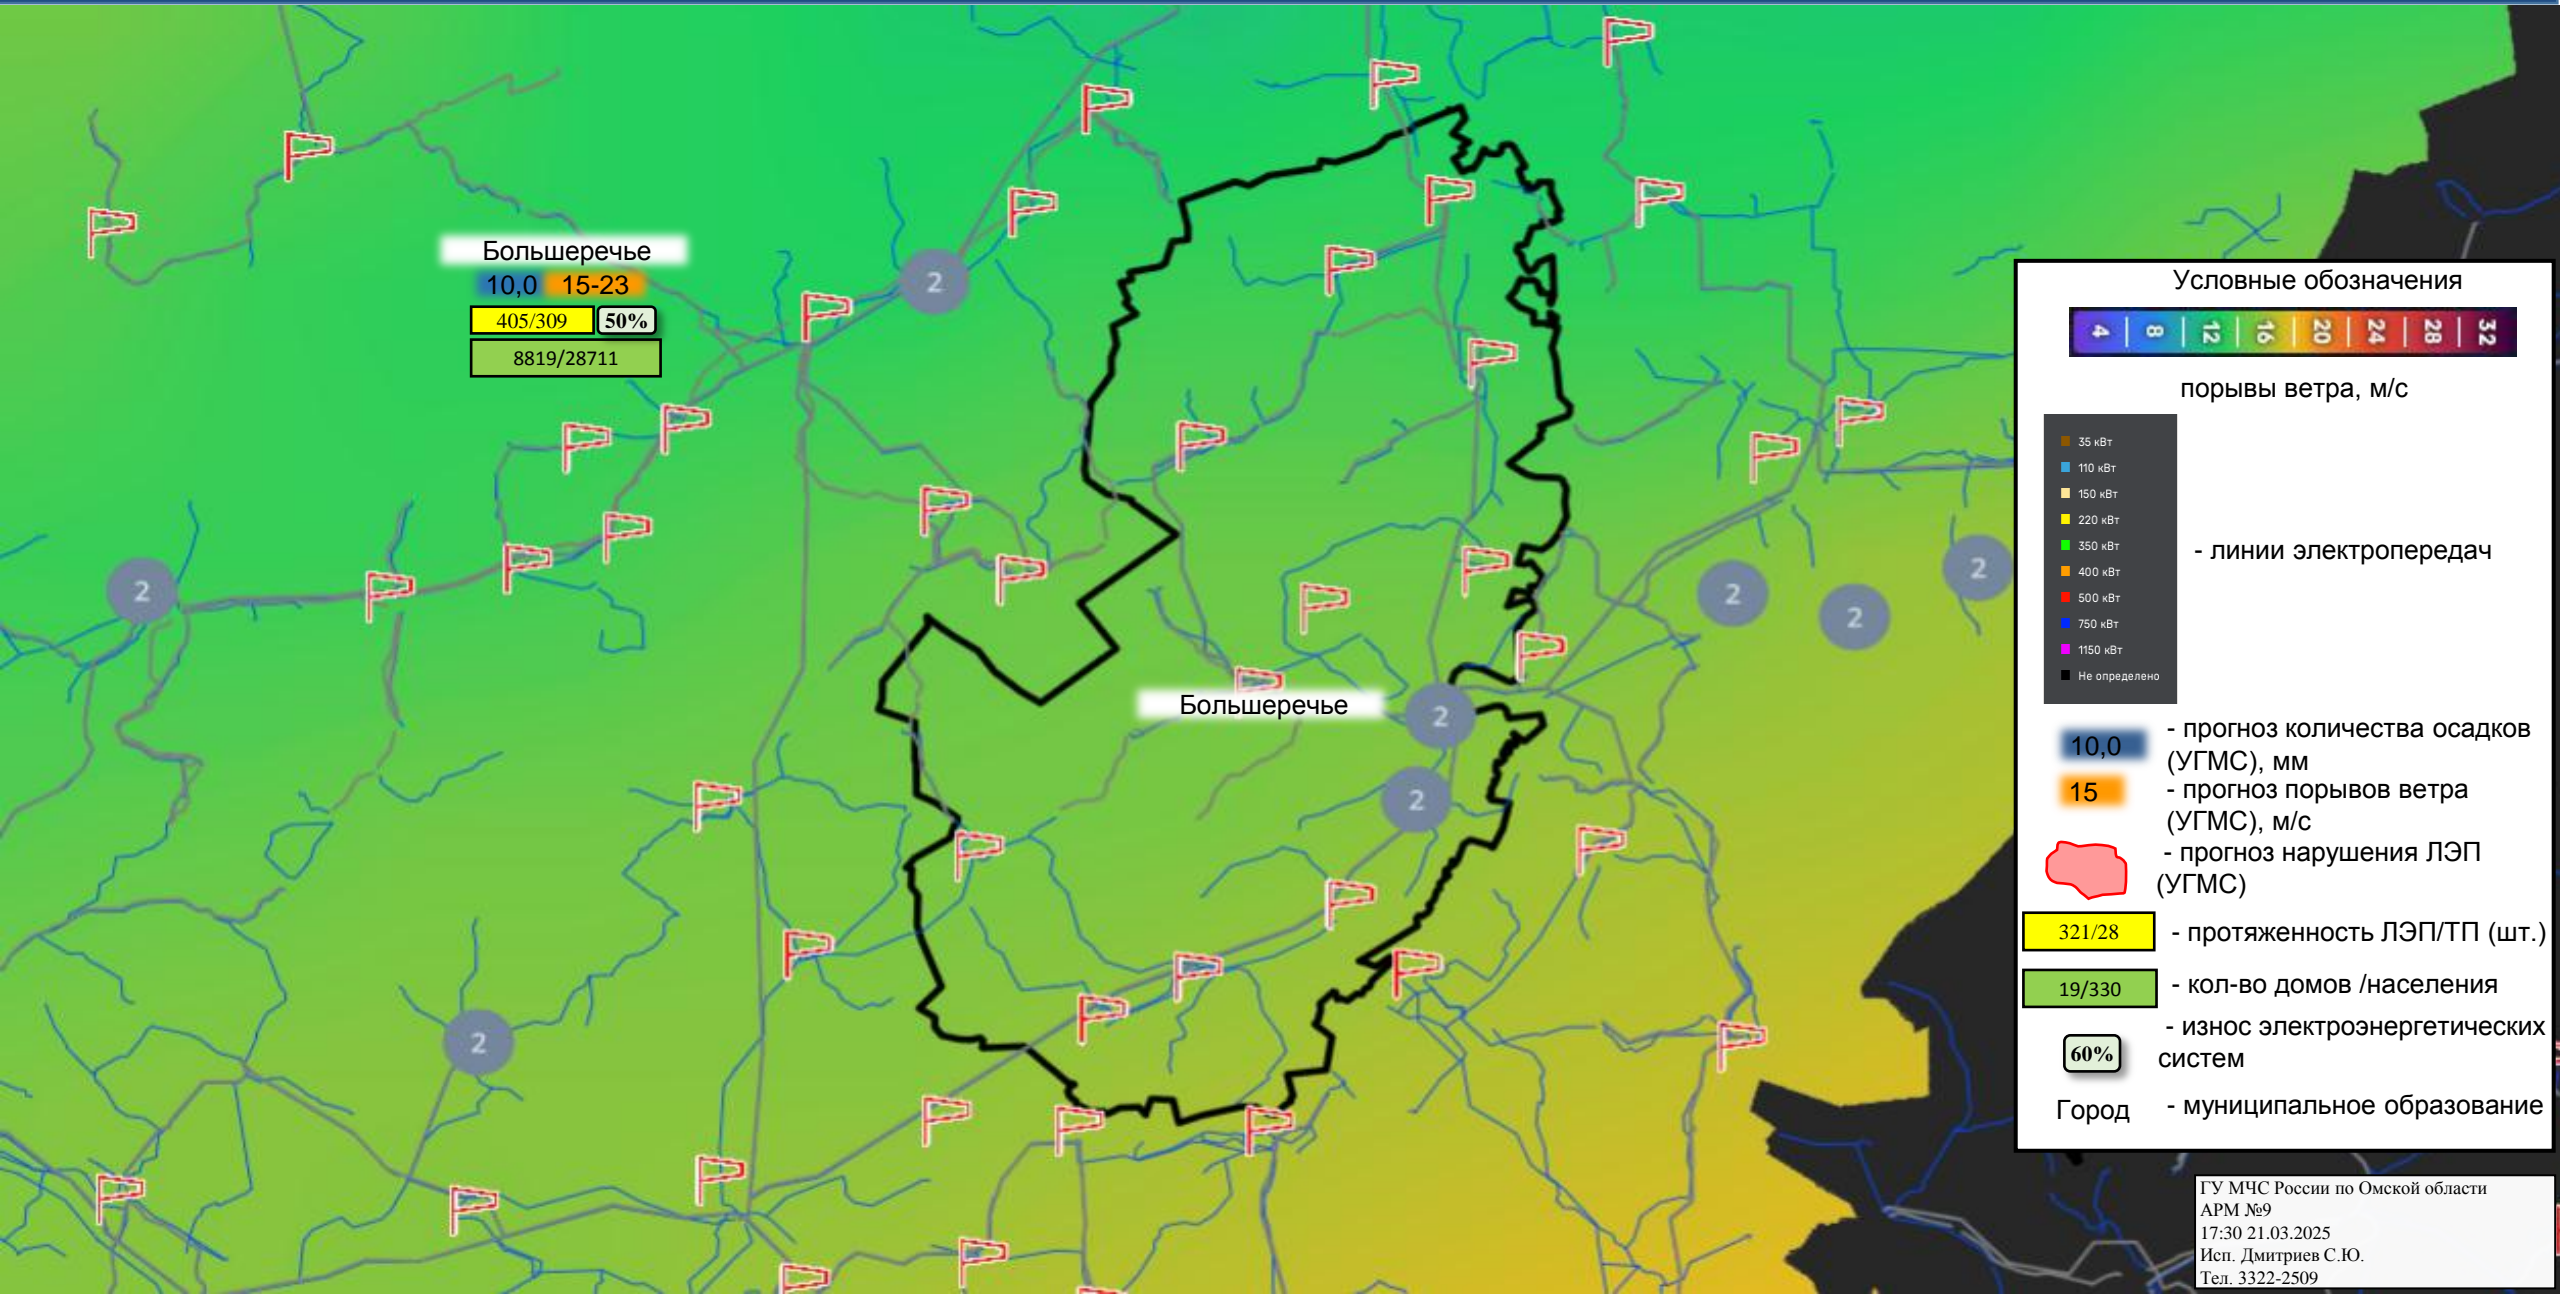 Большеречье
10,0 15-23
405/309 50%
8819/28711
2
2
2
2
2
Большеречье
2
2
2
Условные обозначения
4 8 12 16 20 24 28 32
порывы ветра, м/с
35 кВт
110 кВт
150 кВт
220 кВт
350 кВт
400 кВт
500 кВт
750 кВт
1150 кВт
Не определено
- линии электропередач
10,0 - прогноз количества осадков
(УГМС), мм
15 - прогноз порывов ветра
(УГМС), м/с
- прогноз нарушения ЛЭП
(УГМС)
321/28 - протяженность ЛЭП/ТП (шт.)
19/330 - кол-во домов /населения
60% - износ электроэнергетических
систем
Город - муниципальное образование
ГУ МЧС России по Омской области
АРМ №9
17:30 21.03.2025
Исп. Дмитриев С.Ю.
Тел. 3322-2509